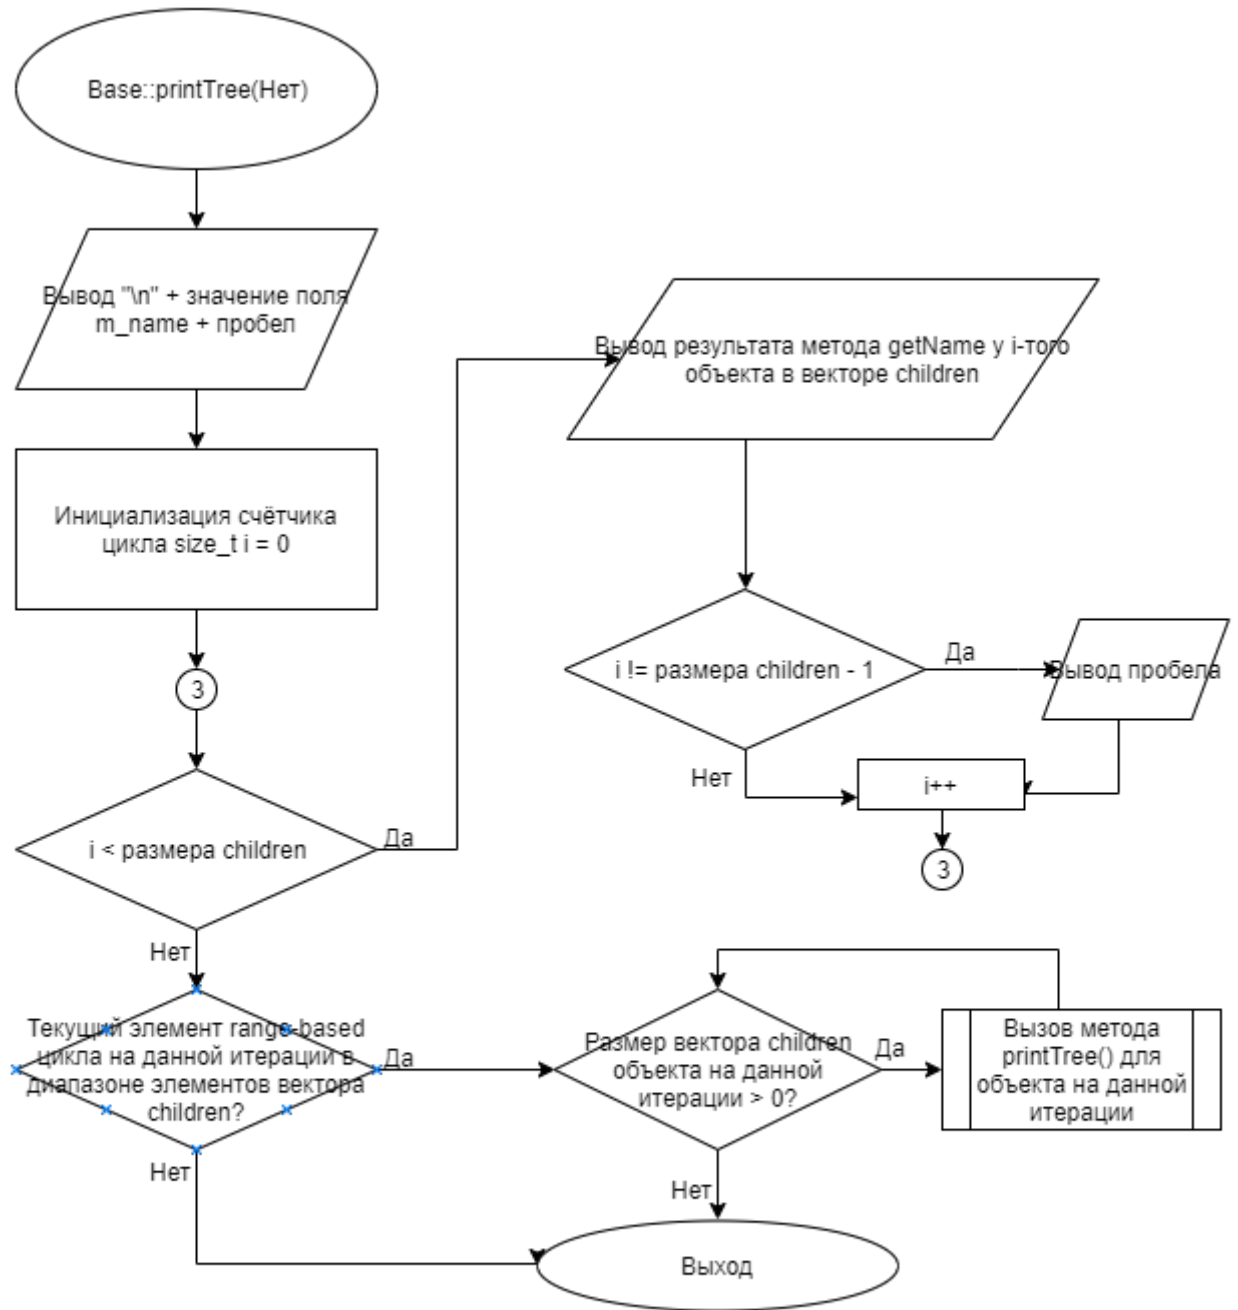 Base::printTree(Нет)
Вывод "\n" + значение поля
m_name + пробел
Инициализация счётчика
цикла size_t i = 0
3
i < размера children
Да
Нет
Вывод результата метода getName у i-того
объекта в векторе children
i != размера children - 1
Да
Вывод пробела
Нет
i++
3
Текущий элемент range-based
цикла на данной итерации в
диапазоне элементов вектора
children?
Да
Нет
Размер вектора children
объекта на данной
итерации > 0?
Да
Вызов метода
printTree() для
объекта на данной
итерации
Нет
Выход